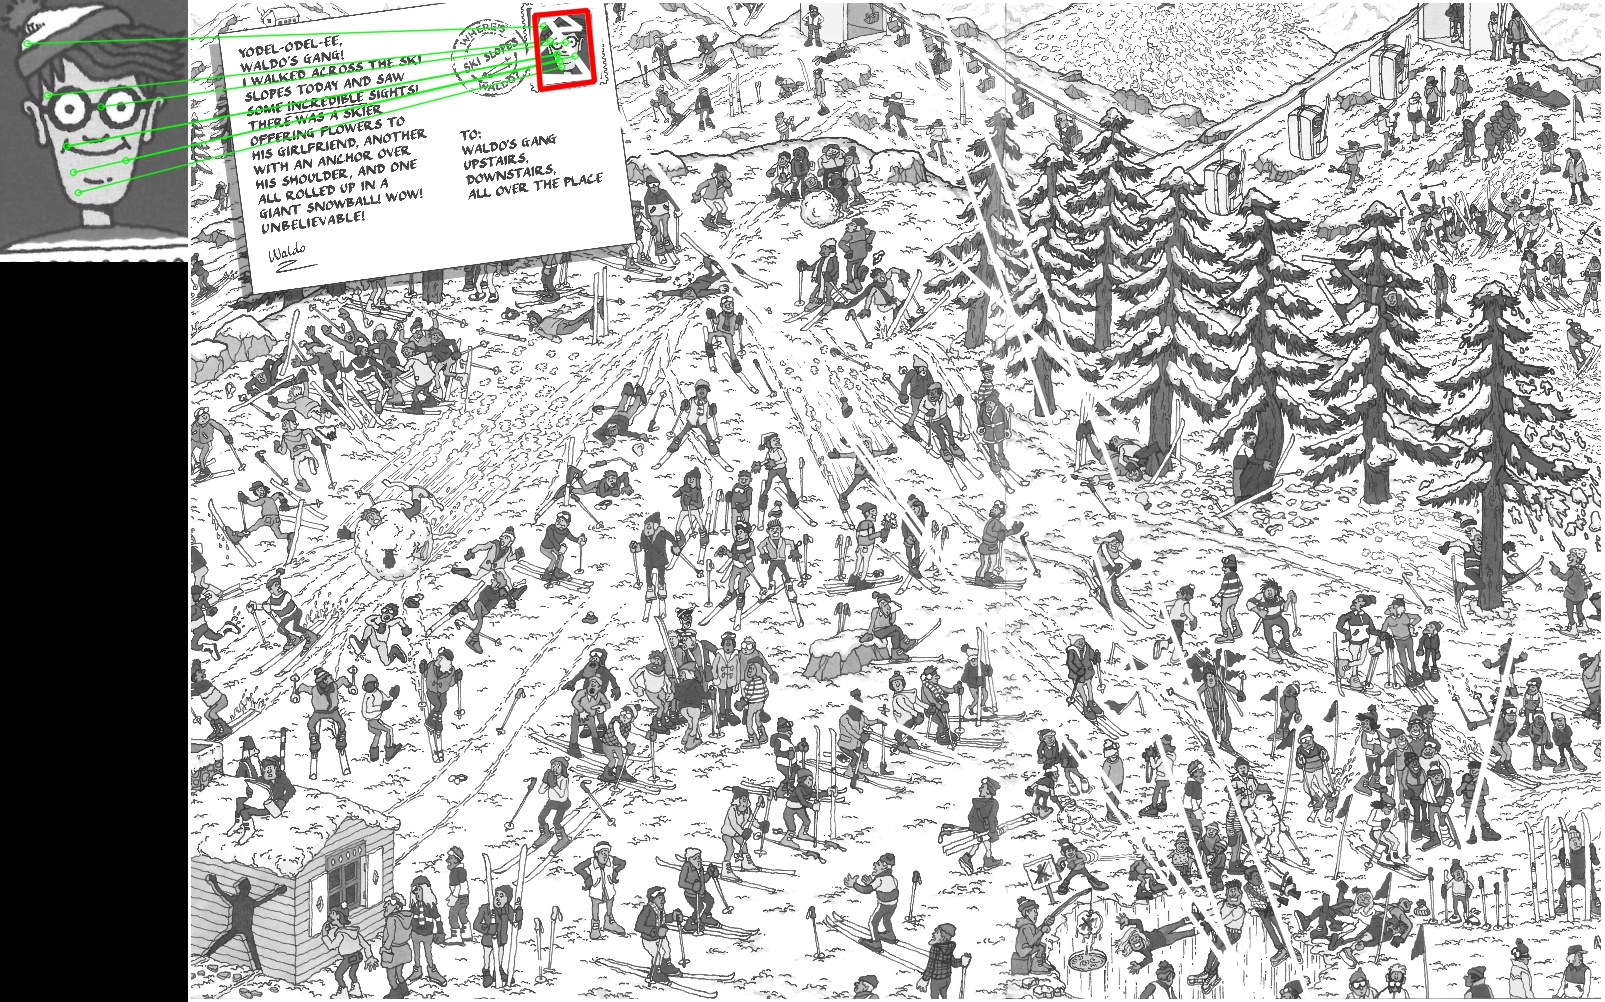 YODEL-ODEL-EE,
WALDO'S GANG!
I WALKED ACROSS THE SKI
SLOPES TODAY AND SAW
SOME INCREDIBLE SIGHTS!
THERE WAS A SKIER
OFFERING FLOWERS TO
HIS GIRLFRIEND, ANOTHER
WITH AN ANCHOR OVER
HIS SHOULDER, AND ONE
ALL ROLLED UP IN A
GIANT SNOWBALL! WOW!
UNBELIEVABLE!
Waldo
WHERE'S
SKI SLOPES
WALDO?
TO:
WALDO'S GANG
UPSTAIRS,
DOWNSTAIRS,
ALL OVER THE PLACE